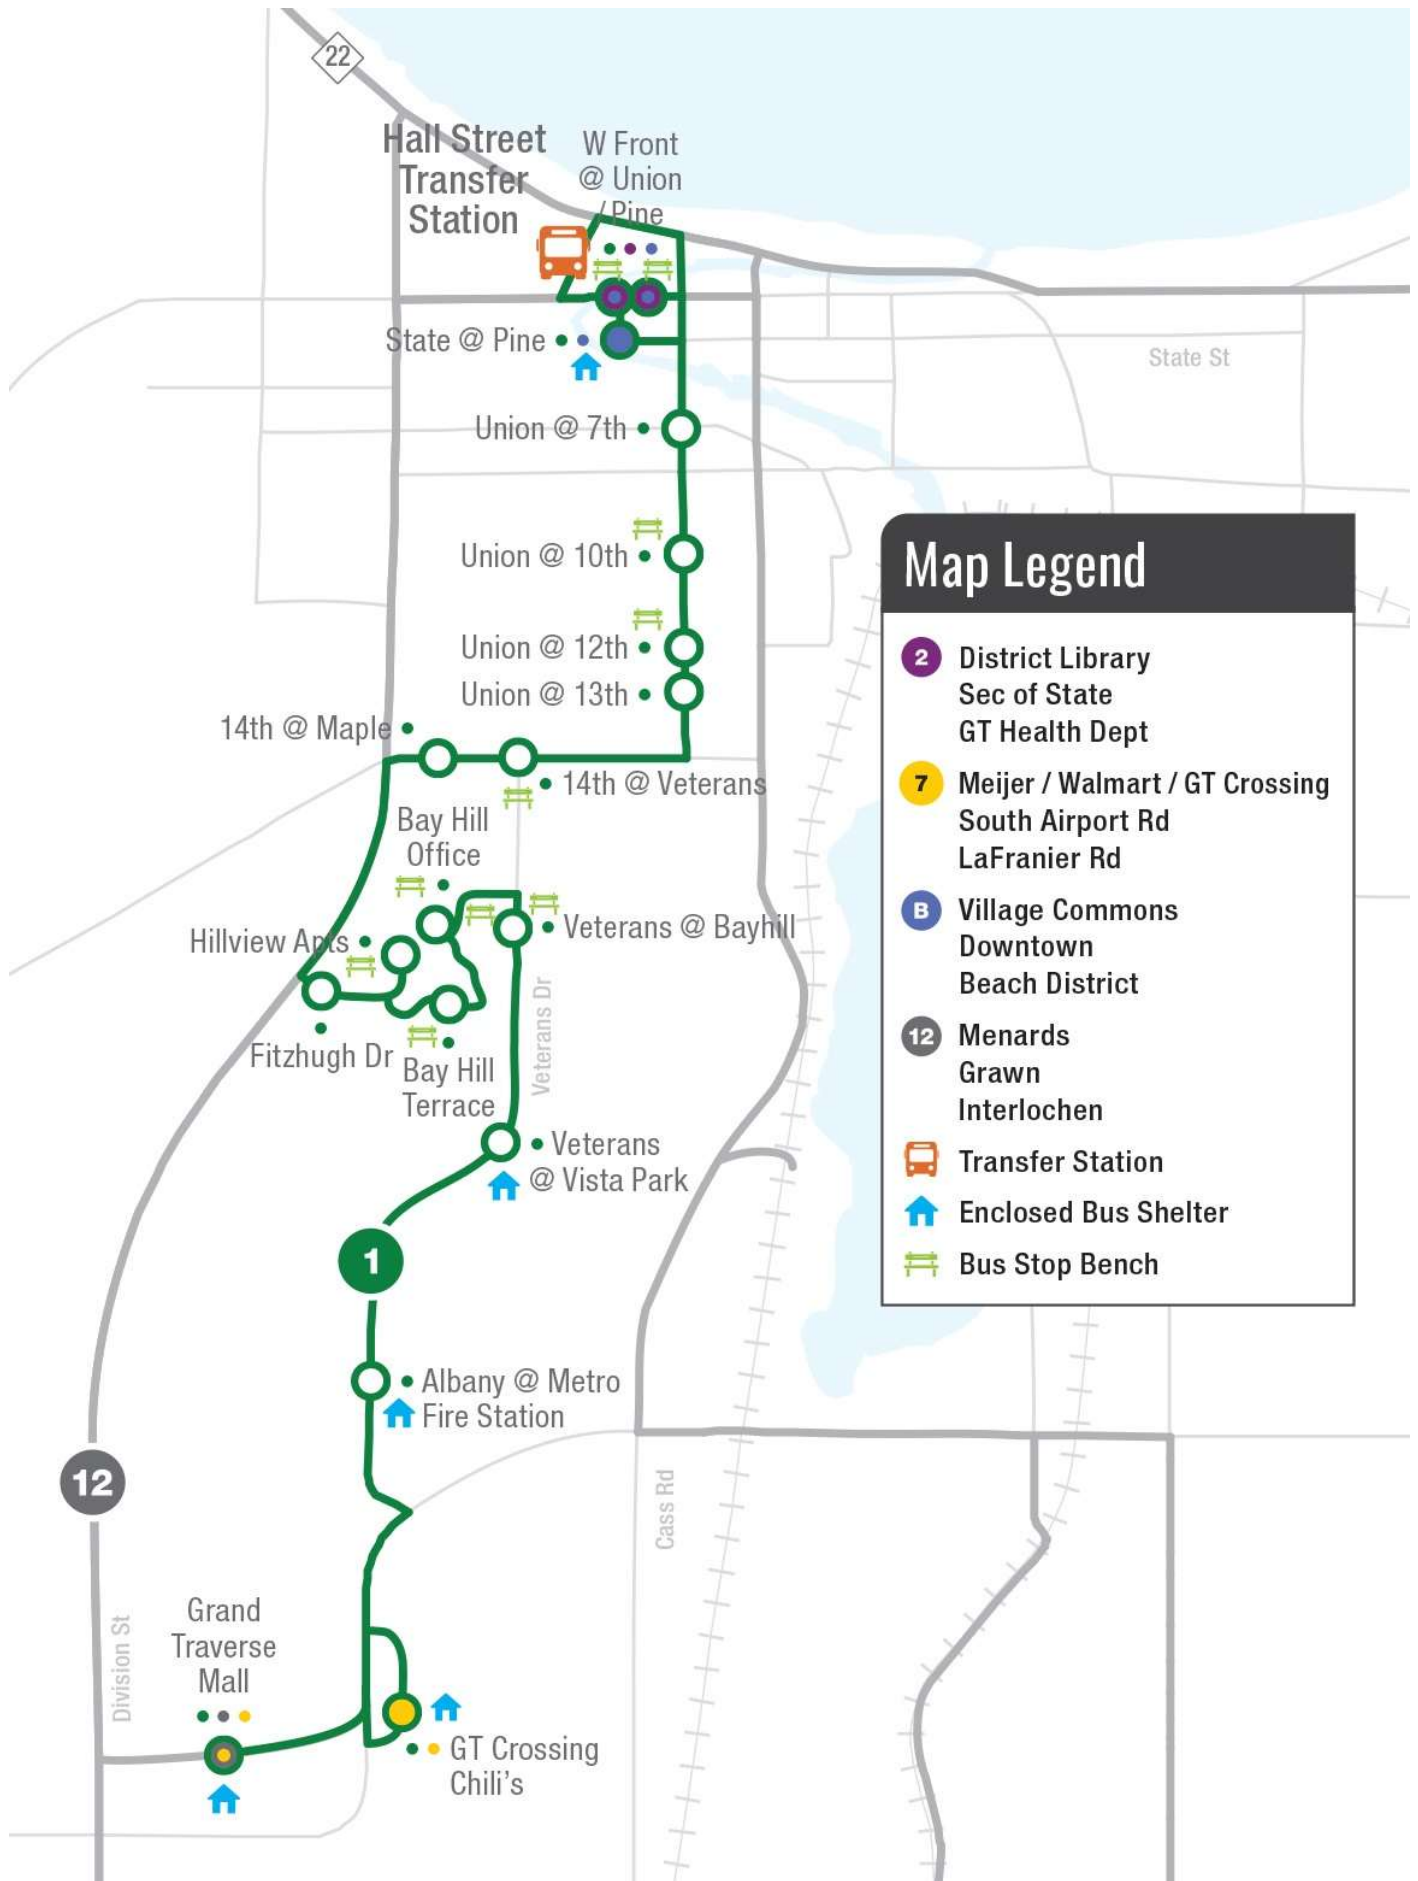 22
Hall Street
Transfer
Station
W Front
@ Union
/ Pine
State @ Pine
State St
Union @ 7th
Union @ 10th
Union @ 12th
Union @ 13th
14th @ Maple
14th @ Veterans
Bay Hill
Office
Hillview Apts
Veterans @ Bayhill
Fitzhugh Dr
Bay Hill
Terrace
Veterans Dr
Veterans
@ Vista Park
1
Albany @ Metro
Fire Station
12
Cass Rd
Division St
Grand
Traverse
Mall
GT Crossing
Chili's
Map Legend
2 District Library
Sec of State
GT Health Dept
7 Meijer / Walmart / GT Crossing
South Airport Rd
LaFranier Rd
B Village Commons
Downtown
Beach District
12 Menards
Grawn
Interlochen
Transfer Station
Enclosed Bus Shelter
Bus Stop Bench